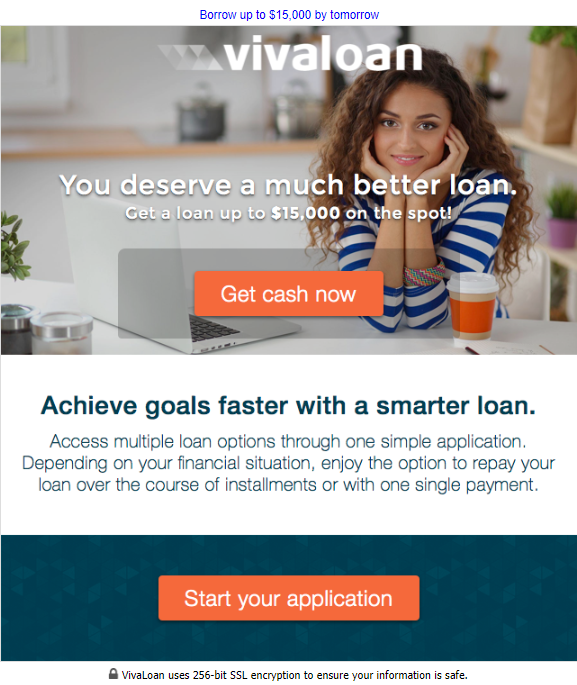 Borrow up to $15,000 by tomorrow
vivaloan
You deserve a much better loan.
Get a loan up to $15,000 on the spot!
Get cash now
Achieve goals faster with a smarter loan.
Access multiple loan options through one simple application.
Depending on your financial situation, enjoy the option to repay your
loan over the course of installments or with one single payment.
Start your application
VivaLoan uses 256-bit SSL encryption to ensure your information is safe.